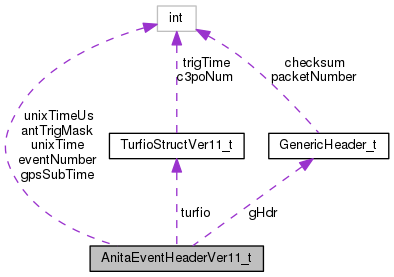 int
trigTime
c3poNum
checksum
packetNumber
unixTimeUs
antTrigMask
unixTime
eventNumber
gpsSubTime
TurfioStructVer11_t
GenericHeader_t
turfio
gHdr
AnitaEventHeaderVer11_t